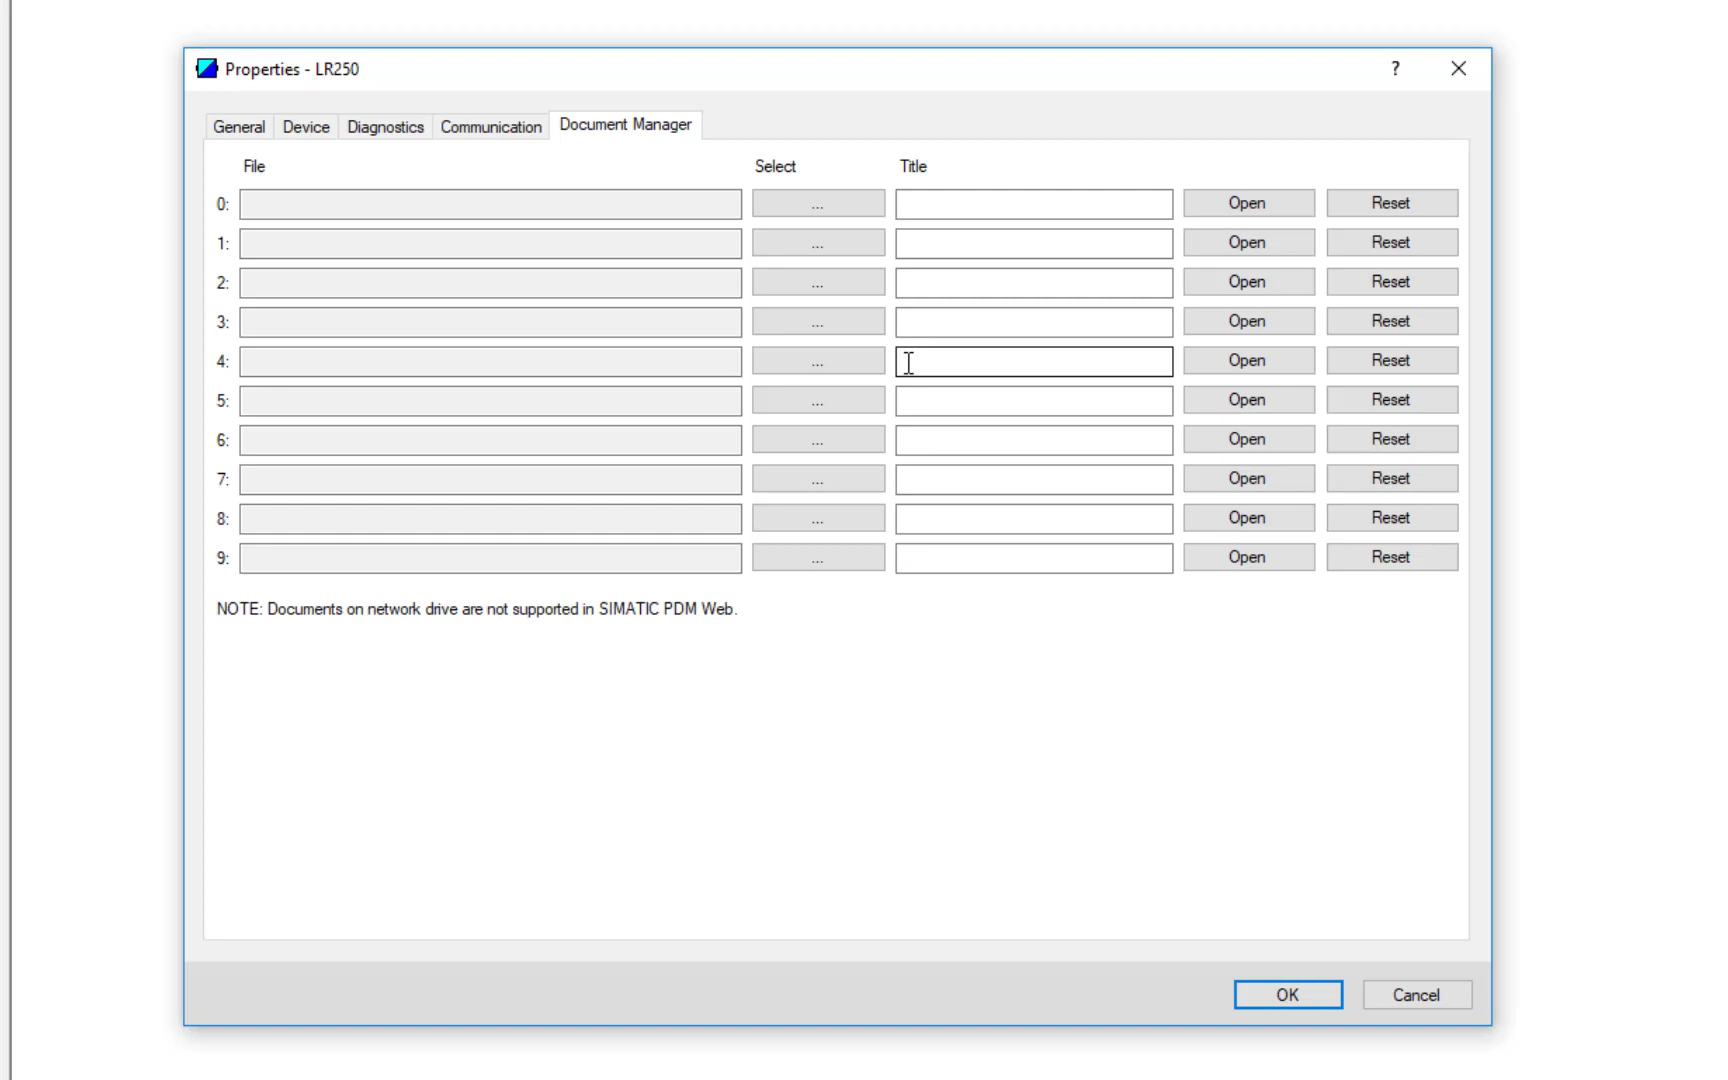 Properties - LR250 ?
General Device Diagnostics Communication Document Manager
File Select Title
0: ... Open Reset
1: ... Open Reset
2: ... Open Reset
3: ... Open Reset
4: ... Open Reset
5: ... Open Reset
6: ... Open Reset
7: ... Open Reset
8: ... Open Reset
9: ... Open Reset
NOTE: Documents on network drive are not supported in SIMATIC PDM Web.
OK Cancel